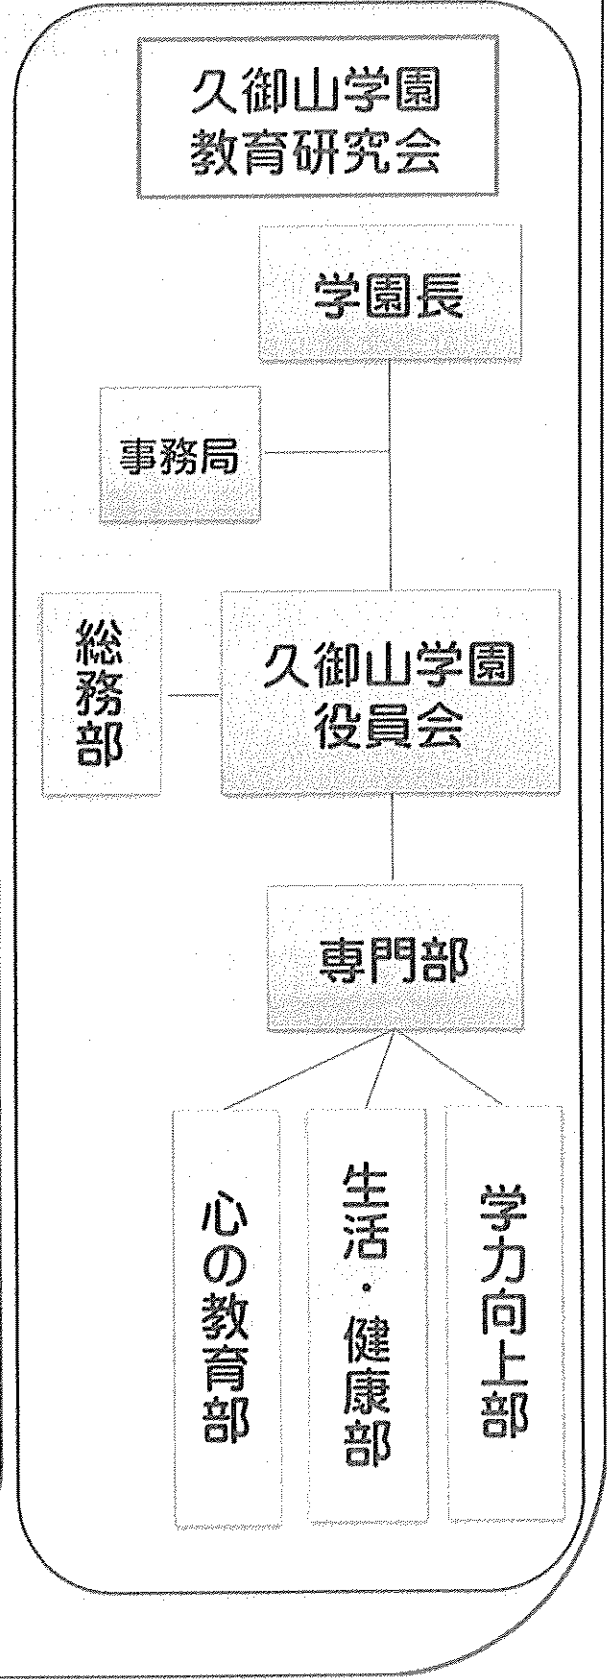 久御山学園
教育研究会
学園長
事務局
総務部
久御山学園
役員会
専門部
心の教育部
生活・健康部
学力向上部